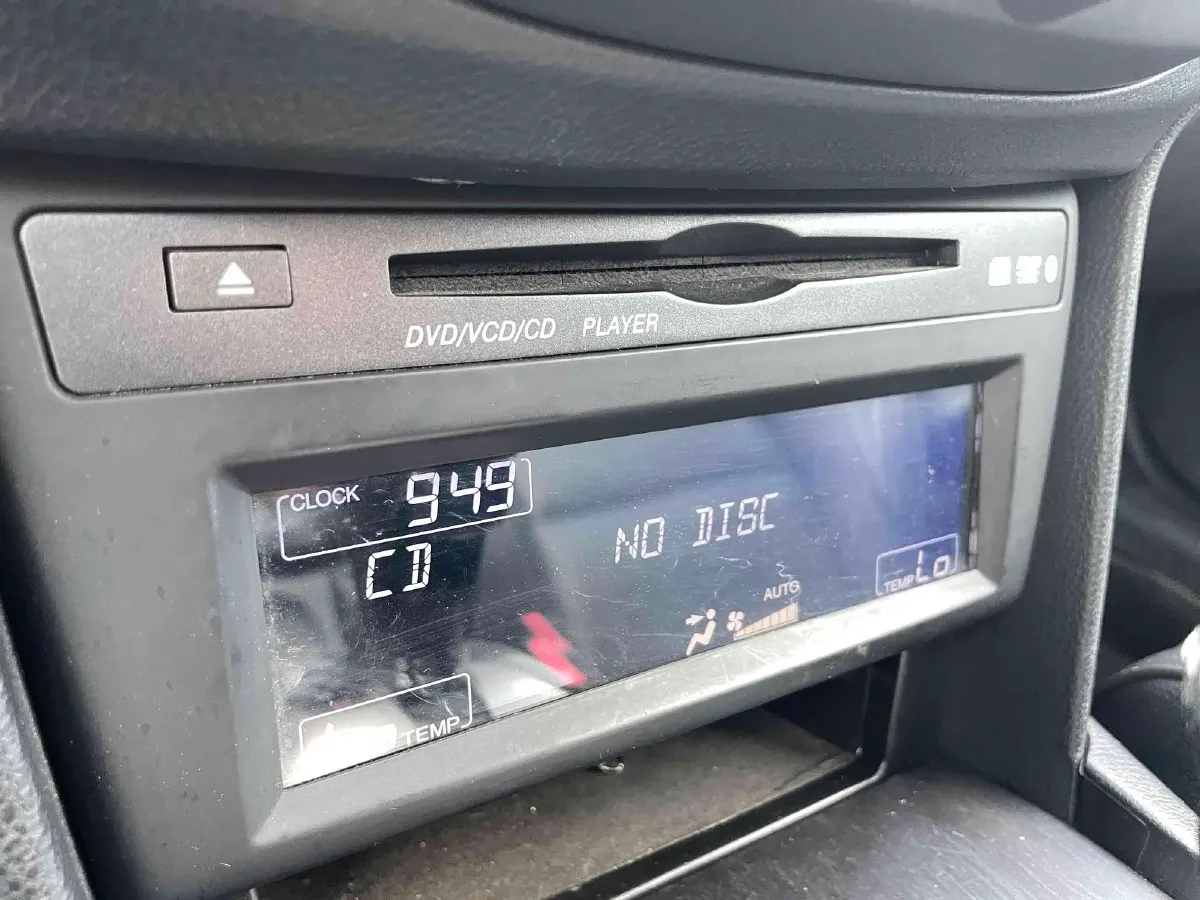 DVD/VCD/CD PLAYER
CLOCK 949
CD
NO DISC
AUTO
TEMP Lo
TEMP